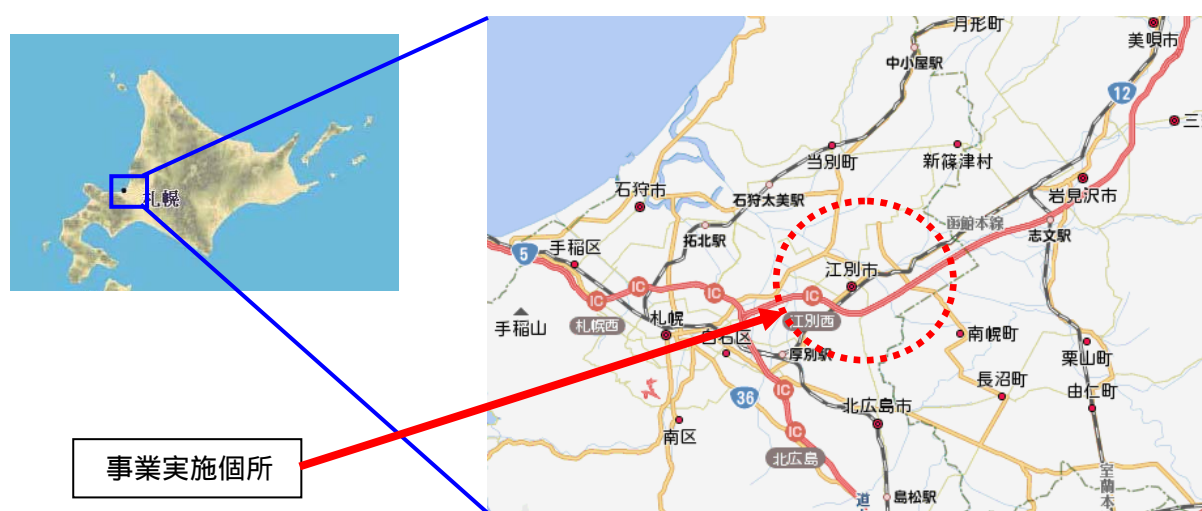 札幌
事業実施個所
月形町
美唄市
中小屋駅
12
三
当別町
新篠津村
石狩市
石狩太美駅
岩見沢市
拓北駅
函館本線
志文駅
5
手稲区
江別市
IC
IC
IC
IC
手稲山
札幌西
札幌
江別西
白石区
厚別駅
南幌町
栗山町
長沼町
由仁町
IC
36
北広島市
IC
南区
北広島
室蘭本
道
島松駅